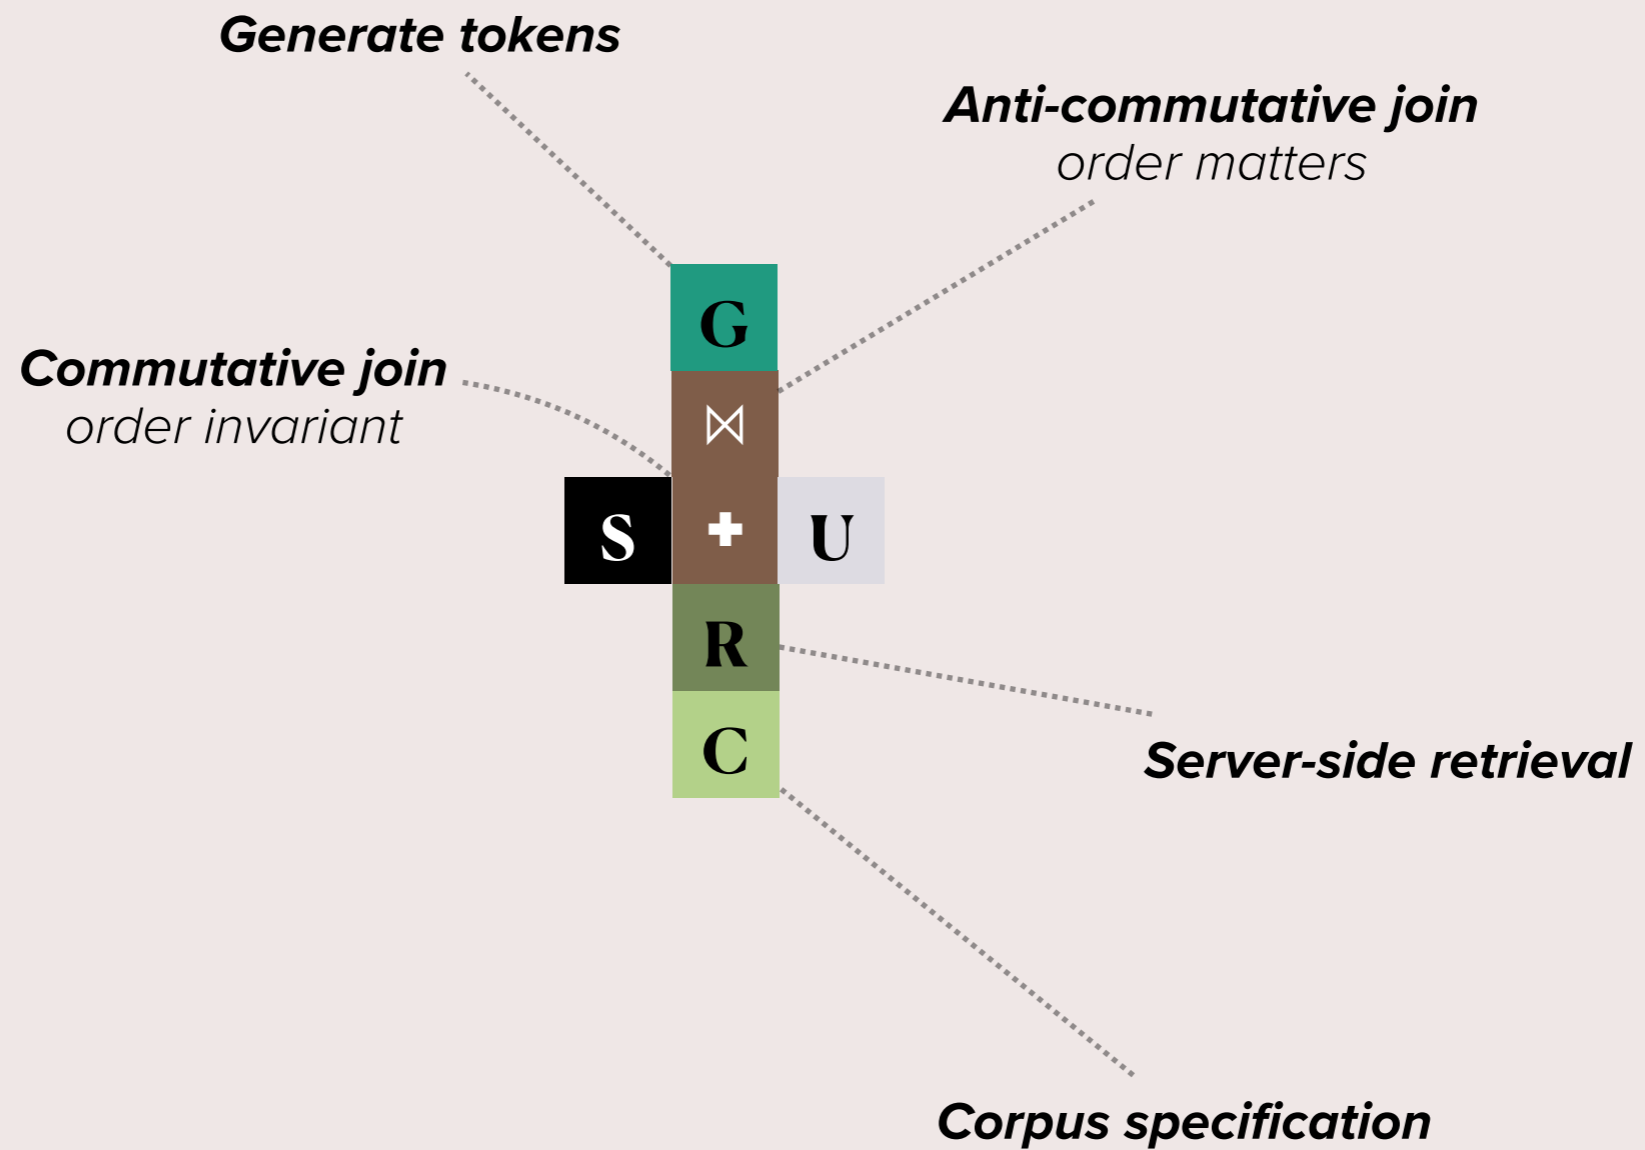 Generate tokens
Anti-commutative join
order matters
G
⋈
Commutative join
order invariant
S + U
R
Server-side retrieval
C
Corpus specification